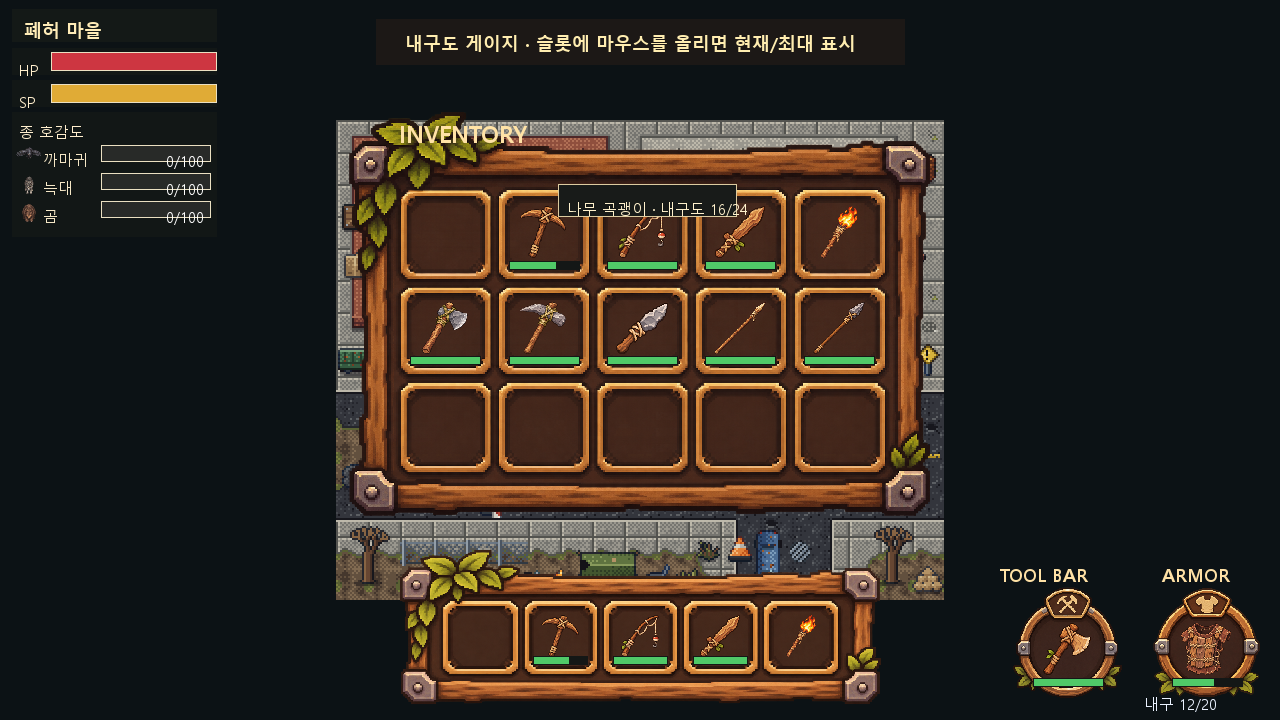 폐허 마을
HP
SP
종 호감도
까마귀 0/100
늑대 0/100
곰 0/100
내구도 게이지 · 슬롯에 마우스를 올리면 현재/최대 표시
INVENTORY
나무 곡괭이 · 내구도 16/24
TOOL BAR
ARMOR
내구 12/20